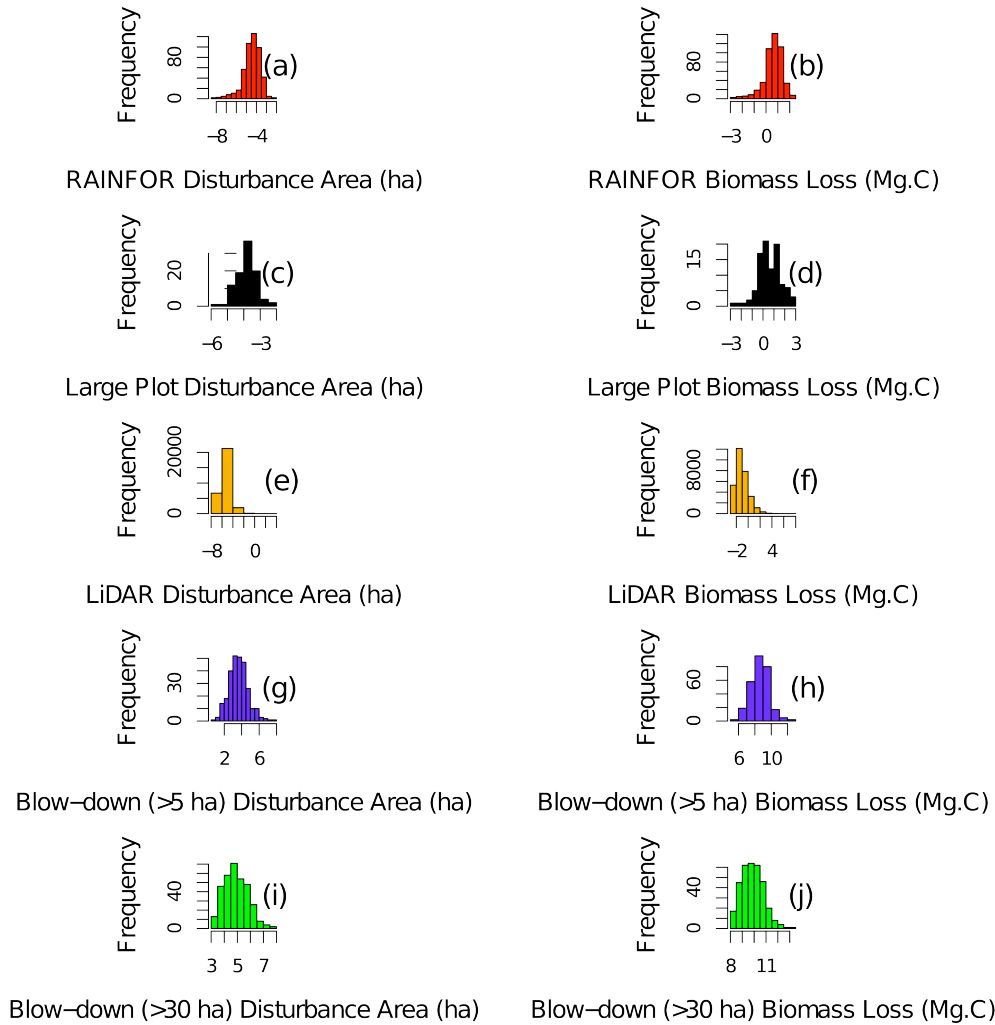 Frequency
0 80
(a)
−8 −4
RAINFOR Disturbance Area (ha)
Frequency
0 80
(b)
−3 0
RAINFOR Biomass Loss (Mg.C)
Frequency
0 20
(c)
−6 −3
Large Plot Disturbance Area (ha)
Frequency
0 15
(d)
−3 0 3
Large Plot Biomass Loss (Mg.C)
Frequency
0 20000
(e)
−8 0
LiDAR Disturbance Area (ha)
Frequency
0 8000
(f)
−2 4
LiDAR Biomass Loss (Mg.C)
Frequency
0 30
(g)
2 6
Blow−down (>5 ha) Disturbance Area (ha)
Frequency
0 60
(h)
6 10
Blow−down (>5 ha) Biomass Loss (Mg.C)
Frequency
0 40
(i)
3 5 7
Blow−down (>30 ha) Disturbance Area (ha)
Frequency
0 40
(j)
8 11
Blow−down (>30 ha) Biomass Loss (Mg.C)